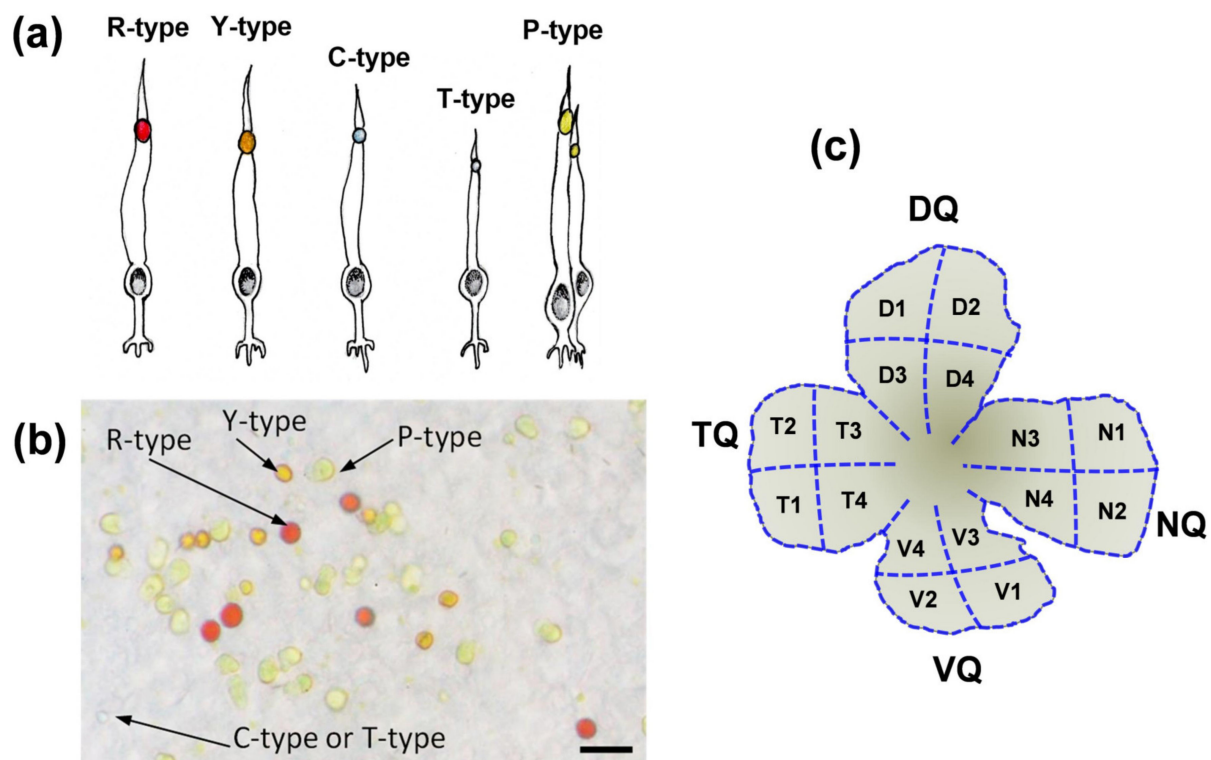 (a)
R-type
Y-type
C-type
T-type
P-type
(b)
Y-type
R-type
P-type
C-type or T-type
(c)
DQ
D1
D2
D3
D4
TQ
T2
T3
T1
T4
N3
N1
N4
N2
NQ
V4
V3
V2
V1
VQ